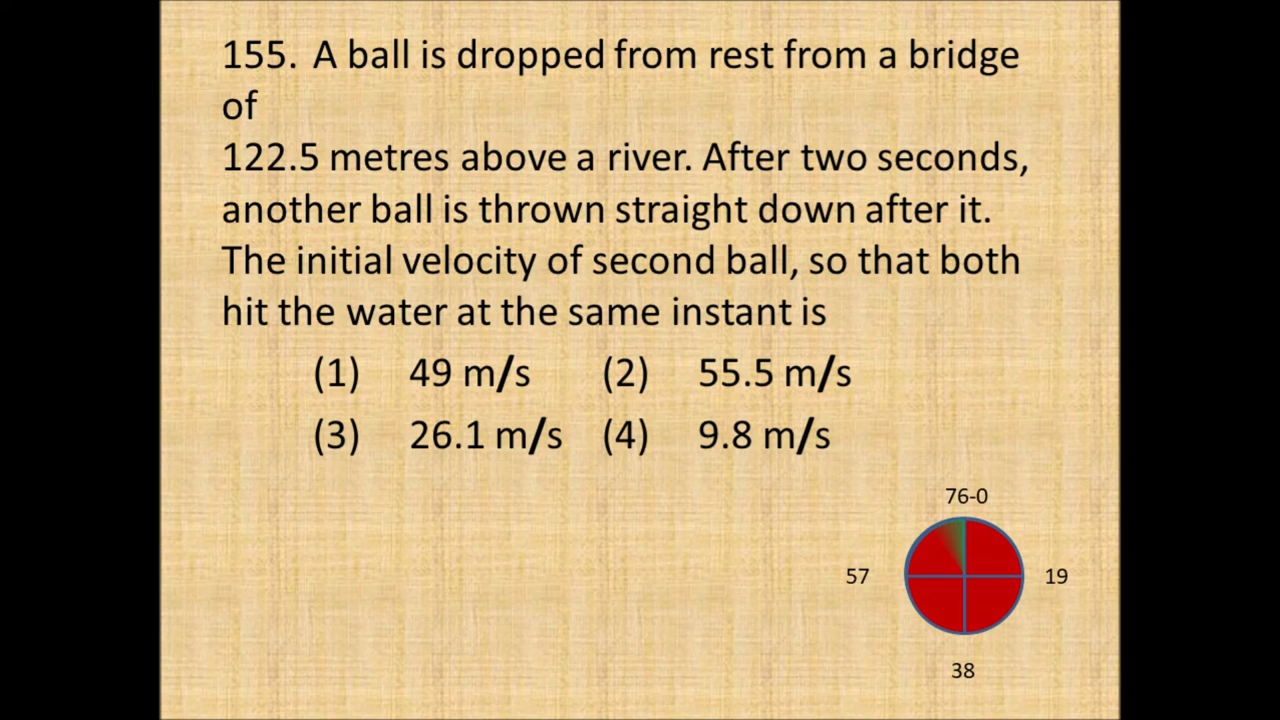 155. A ball is dropped from rest from a bridge
of
122.5 metres above a river. After two seconds,
another ball is thrown straight down after it.
The initial velocity of second ball, so that both
hit the water at the same instant is
(1) 49 m/s (2) 55.5 m/s
(3) 26.1 m/s (4) 9.8 m/s
76-0
57 19
38